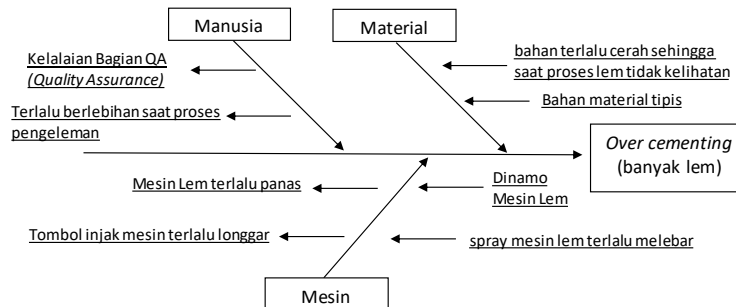 Manusia
Material
Kelalaian Bagian QA
(Quality Assurance)
bahan terlalu cerah sehingga
saat proses lem tidak kelihatan
Terlalu berlebihan saat proses
pengeleman
Bahan material tipis
Over cementing
(banyak lem)
Mesin Lem terlalu panas
Dinamo
Mesin Lem
Tombol injak mesin terlalu longgar
spray mesin lem terlalu melebar
Mesin